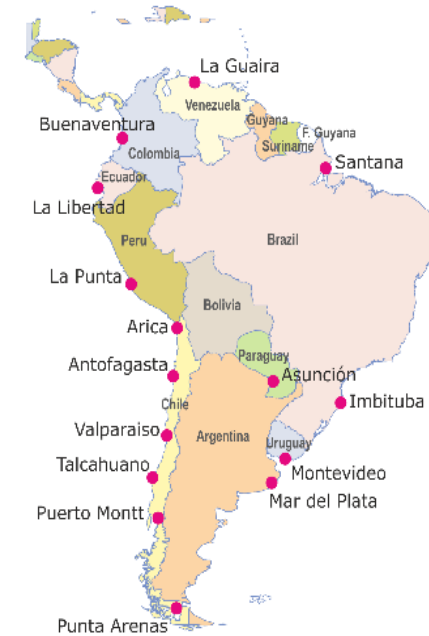 La Guaira
Venezuela
Guyana
Buenaventura
F. Guyana
Suriname
Colombia
Santana
Ecuador
La Libertad
Peru
Brazil
La Punta
Bolivia
Arica
Paraguay
Antofagasta
Asunción
Chile
Imbituba
Valparaiso
Argentina
Uruguay
Talcahuano
Montevideo
Mar del Plata
Puerto Montt
Punta Arenas